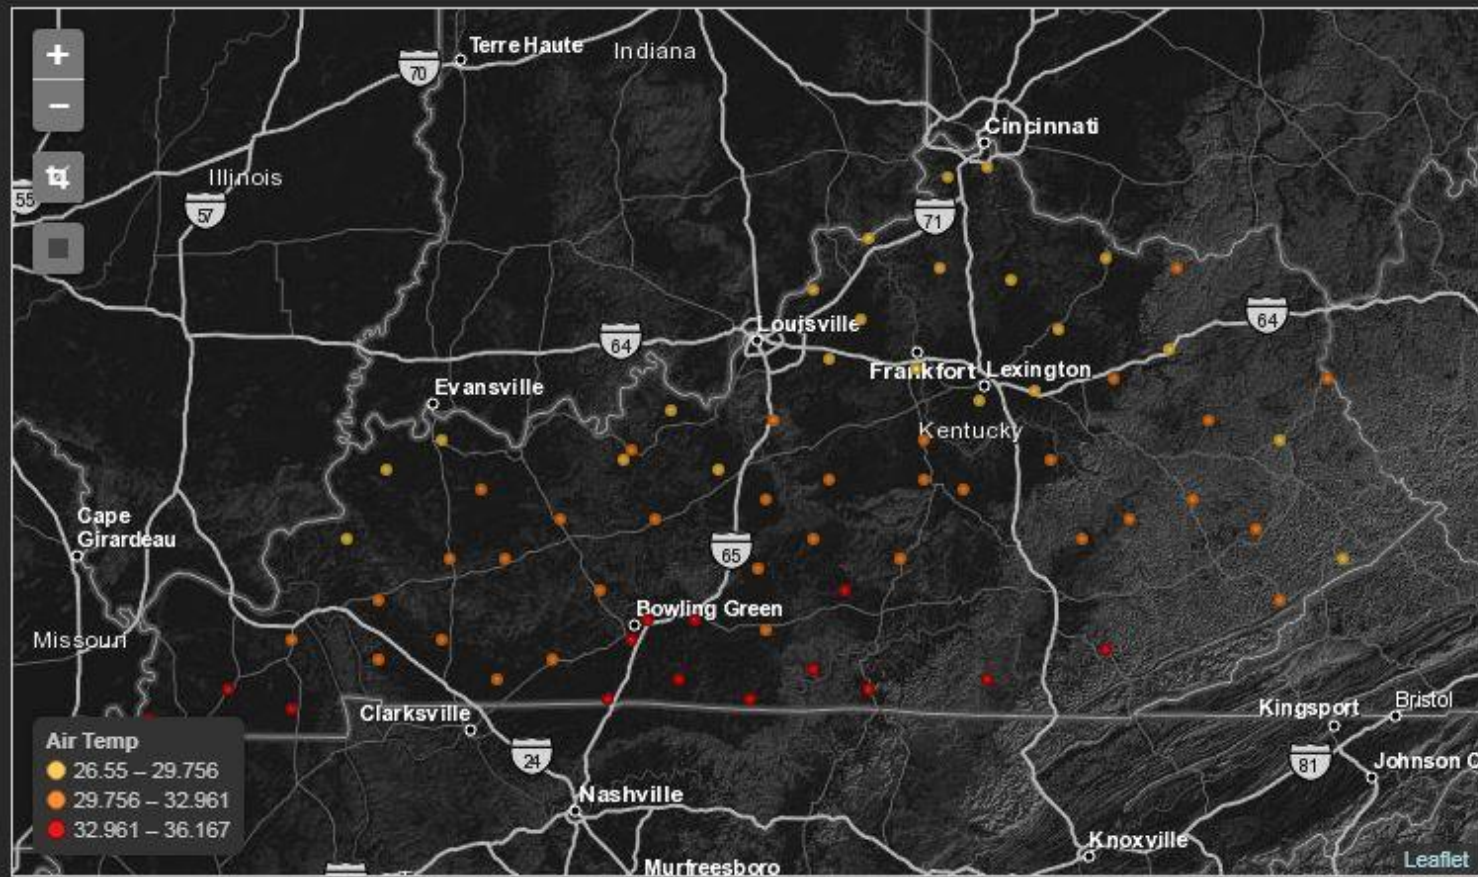 +
Terre Haute
Indiana
70
−
Cincinnati
Illinois
55
57
71
Louisville
64
64
Frankfort
Lexington
Evansville
Kentucky
Cape
Girardeau
65
Bowling Green
Missouri
Clarksville
Kingsport
Bristol
Air Temp
26.55 – 29.756
29.756 – 32.961
32.961 – 36.167
24
81
Johnson C
Nashville
Knoxville
Murfreesboro
Leaflet